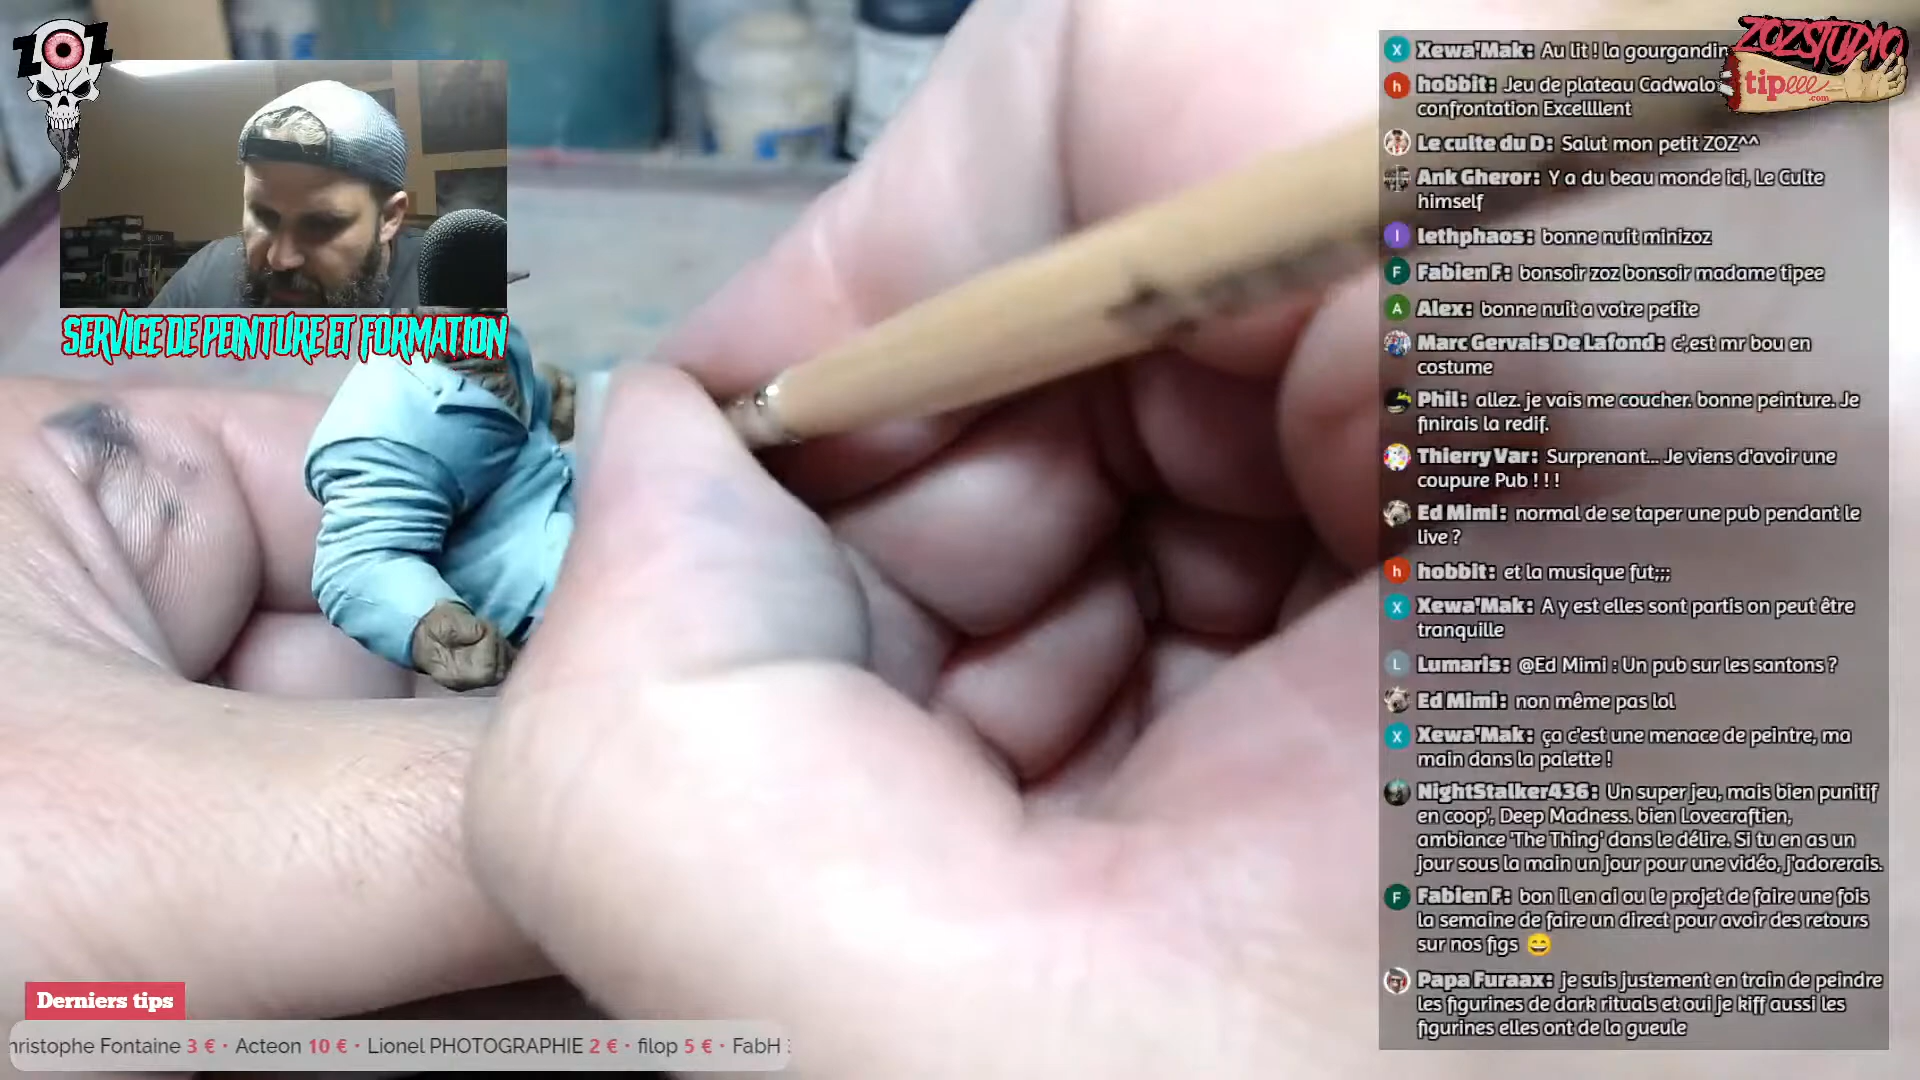 ZOZ
SERVICE DE PEINTURE ET FORMATION
ZOZSTUDIO
tipeee
.com
Xewa'Mak: Au lit ! la gourgandin
hobbit: Jeu de plateau Cadwalo
confrontation Excellllent
Le culte du D: Salut mon petit ZOZ^^
Ank Gheror: Y a du beau monde ici, Le Culte
himself
lethphaos: bonne nuit minizoz
Fabien F: bonsoir zoz bonsoir madame tipee
Alex: bonne nuit a votre petite
Marc Gervais De Lafond: c',est mr bou en
costume
Phil: allez. je vais me coucher. bonne peinture. Je
finirais la redif.
Thierry Var: Surprenant... Je viens d'avoir une
coupure Pub ! ! !
Ed Mimi: normal de se taper une pub pendant le
live ?
hobbit: et la musique fut;;;
Xewa'Mak: A y est elles sont partis on peut être
tranquille
Lumaris: @Ed Mimi : Un pub sur les santons ?
Ed Mimi: non même pas lol
Xewa'Mak: ça c'est une menace de peintre, ma
main dans la palette !
NightStalker436: Un super jeu, mais bien punitif
en coop', Deep Madness. bien Lovecraftien,
ambiance 'The Thing' dans le délire. Si tu en as un
jour sous la main un jour pour une vidéo, j'adorerais.
Fabien F: bon il en ai ou le projet de faire une fois
la semaine de faire un direct pour avoir des retours
sur nos figs 😄
Papa Furaax: je suis justement en train de peindre
les figurines de dark rituals et oui je kiff aussi les
figurines elles ont de la gueule
Derniers tips
hristophe Fontaine 3 € · Acteon 10 € · Lionel PHOTOGRAPHIE 2 € · filop 5 € · FabH